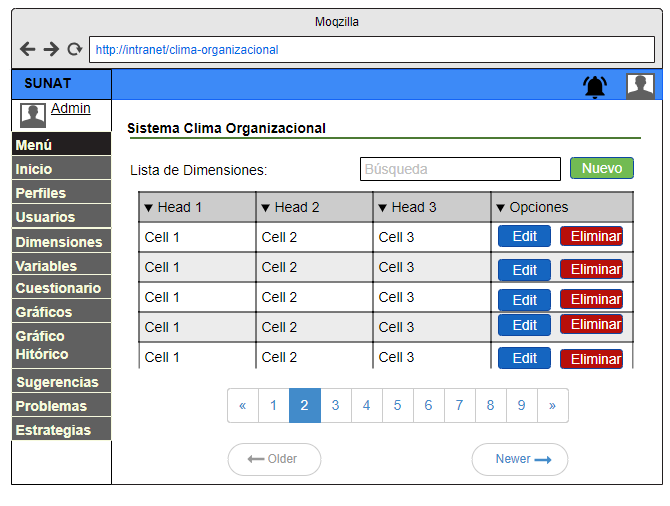 Moqzilla
http://intranet/clima-organizacional
SUNAT
Admin
Menú
Inicio
Perfiles
Usuarios
Dimensiones
Variables
Cuestionario
Gráficos
Gráfico
Hitórico
Sugerencias
Problemas
Estrategias
Sistema Clima Organizacional
Lista de Dimensiones: Búsqueda Nuevo
▼ Head 1 ▼ Head 2 ▼ Head 3 ▼ Opciones
Cell 1 Cell 2 Cell 3 Edit Eliminar
Cell 1 Cell 2 Cell 3 Edit Eliminar
Cell 1 Cell 2 Cell 3 Edit Eliminar
Cell 1 Cell 2 Cell 3 Edit Eliminar
Cell 1 Cell 2 Cell 3 Edit Eliminar
« 1 2 3 4 5 6 7 8 9 »
← Older Newer →